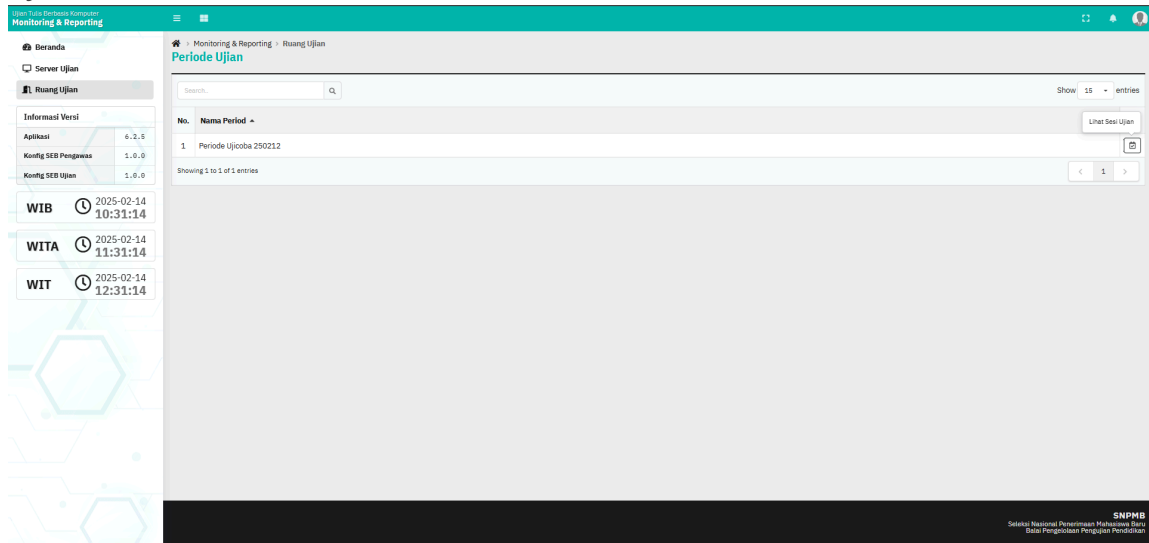 Ujian Tulis Berbasis Komputer
Monitoring & Reporting
Beranda
Server Ujian
Ruang Ujian
Informasi Versi
Aplikasi 6.2.5
Konfig SEB Pengawas 1.0.0
Konfig SEB Ujian 1.0.0
WIB 2025-02-14
10:31:14
WITA 2025-02-14
11:31:14
WIT 2025-02-14
12:31:14
Monitoring & Reporting Ruang Ujian
Periode Ujian
Search.. Show 15 entries
No. Nama Period
Lihat Sesi Ujian
1 Periode Ujicoba 250212
Showing 1 to 1 of 1 entries < 1 >
SNPMB
Seleksi Nasional Penerimaan Mahasiswa Baru
Balai Pengelolaan Pengujian Pendidikan